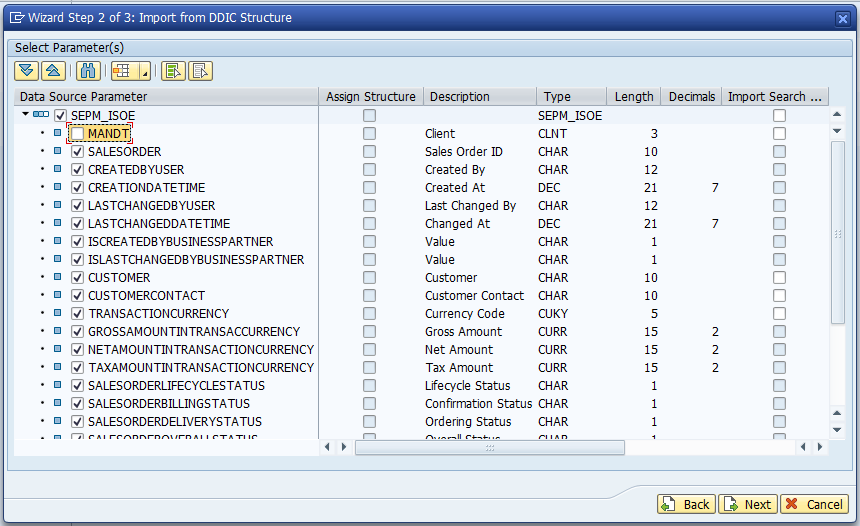 Wizard Step 2 of 3: Import from DDIC Structure
Select Parameter(s)
Data Source Parameter Assign Structure Description Type Length Decimals Import Search ...
SEPM_ISOE SEPM_ISOE
MANDT Client CLNT 3
SALESORDER Sales Order ID CHAR 10
CREATEDBYUSER Created By CHAR 12
CREATIONDATETIME Created At DEC 21 7
LASTCHANGEDBYUSER Last Changed By CHAR 12
LASTCHANGEDDATETIME Changed At DEC 21 7
ISCREATEDBYBUSINESSPARTNER Value CHAR 1
ISLASTCHANGEDBYBUSINESSPARTNER Value CHAR 1
CUSTOMER Customer CHAR 10
CUSTOMERCONTACT Customer Contact CHAR 10
TRANSACTIONCURRENCY Currency Code CUKY 5
GROSSAMOUNTINTRANSACCURRENCY Gross Amount CURR 15 2
NETAMOUNTINTRANSACTIONCURRENCY Net Amount CURR 15 2
TAXAMOUNTINTRANSACTIONCURRENCY Tax Amount CURR 15 2
SALESORDERLIFECYCLESTATUS Lifecycle Status CHAR 1
SALESORDERBILLINGSTATUS Confirmation Status CHAR 1
SALESORDERDELIVERYSTATUS Ordering Status CHAR 1
SALESORDEROVERALLSTATUS Overall Status CHAR 1
Back Next Cancel